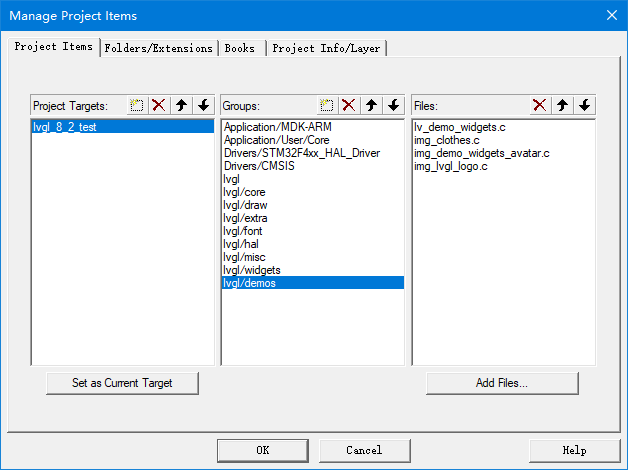 Manage Project Items
Project Items
Folders/Extensions
Books
Project Info/Layer
Project Targets:
lvgl_8_2_test
Set as Current Target
Groups:
Application/MDK-ARM
Application/User/Core
Drivers/STM32F4xx_HAL_Driver
Drivers/CMSIS
lvgl
lvgl/core
lvgl/draw
lvgl/extra
lvgl/font
lvgl/hal
lvgl/misc
lvgl/widgets
lvgl/demos
Files:
lv_demo_widgets.c
img_clothes.c
img_demo_widgets_avatar.c
img_lvgl_logo.c
Add Files...
OK
Cancel
Help